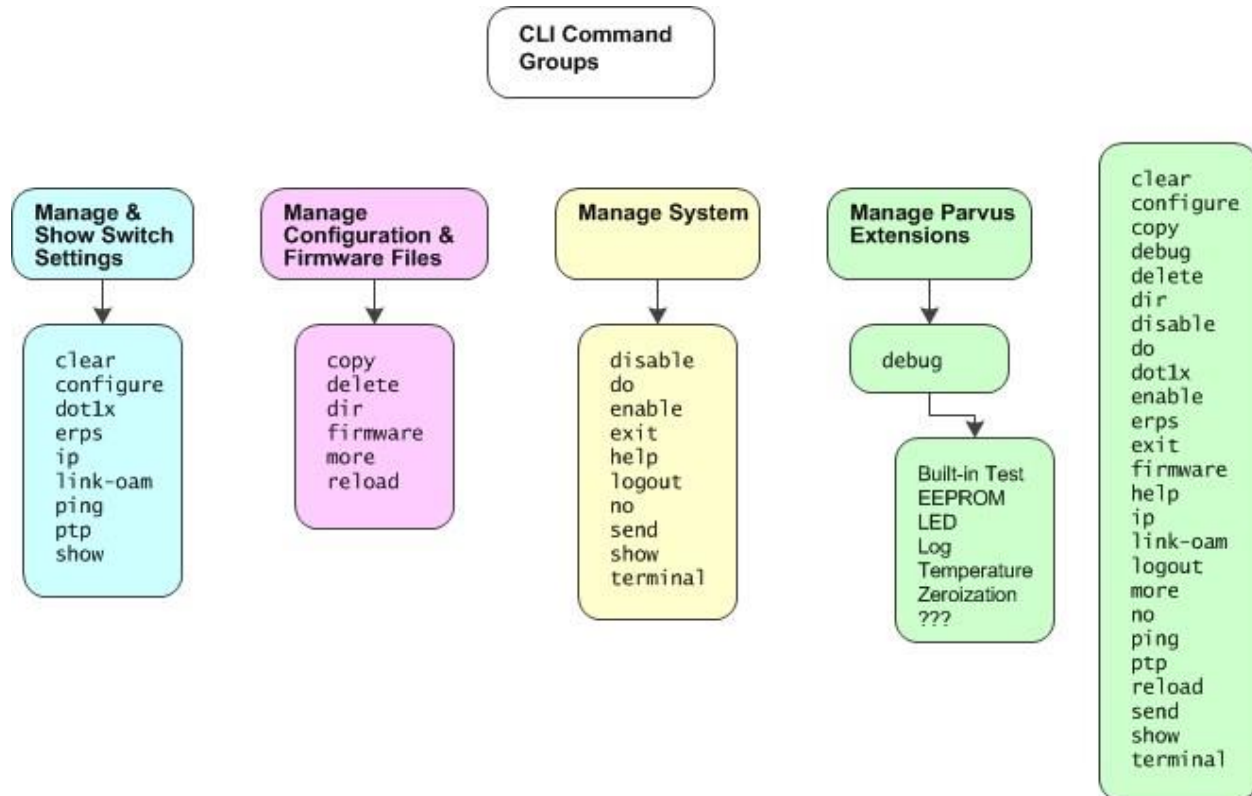 CLI Command
Groups
Manage &
Show Switch
Settings
clear
configure
dot1x
erps
ip
link-oam
ping
ptp
show
Manage
Configuration &
Firmware Files
copy
delete
dir
firmware
more
reload
Manage System
disable
do
enable
exit
help
logout
no
send
show
terminal
Manage Parvus
Extensions
debug
Built-in Test
EEPROM
LED
Log
Temperature
Zeroization
???
clear
configure
copy
debug
delete
dir
disable
do
dot1x
enable
erps
exit
firmware
help
ip
link-oam
logout
more
no
ping
ptp
reload
send
show
terminal